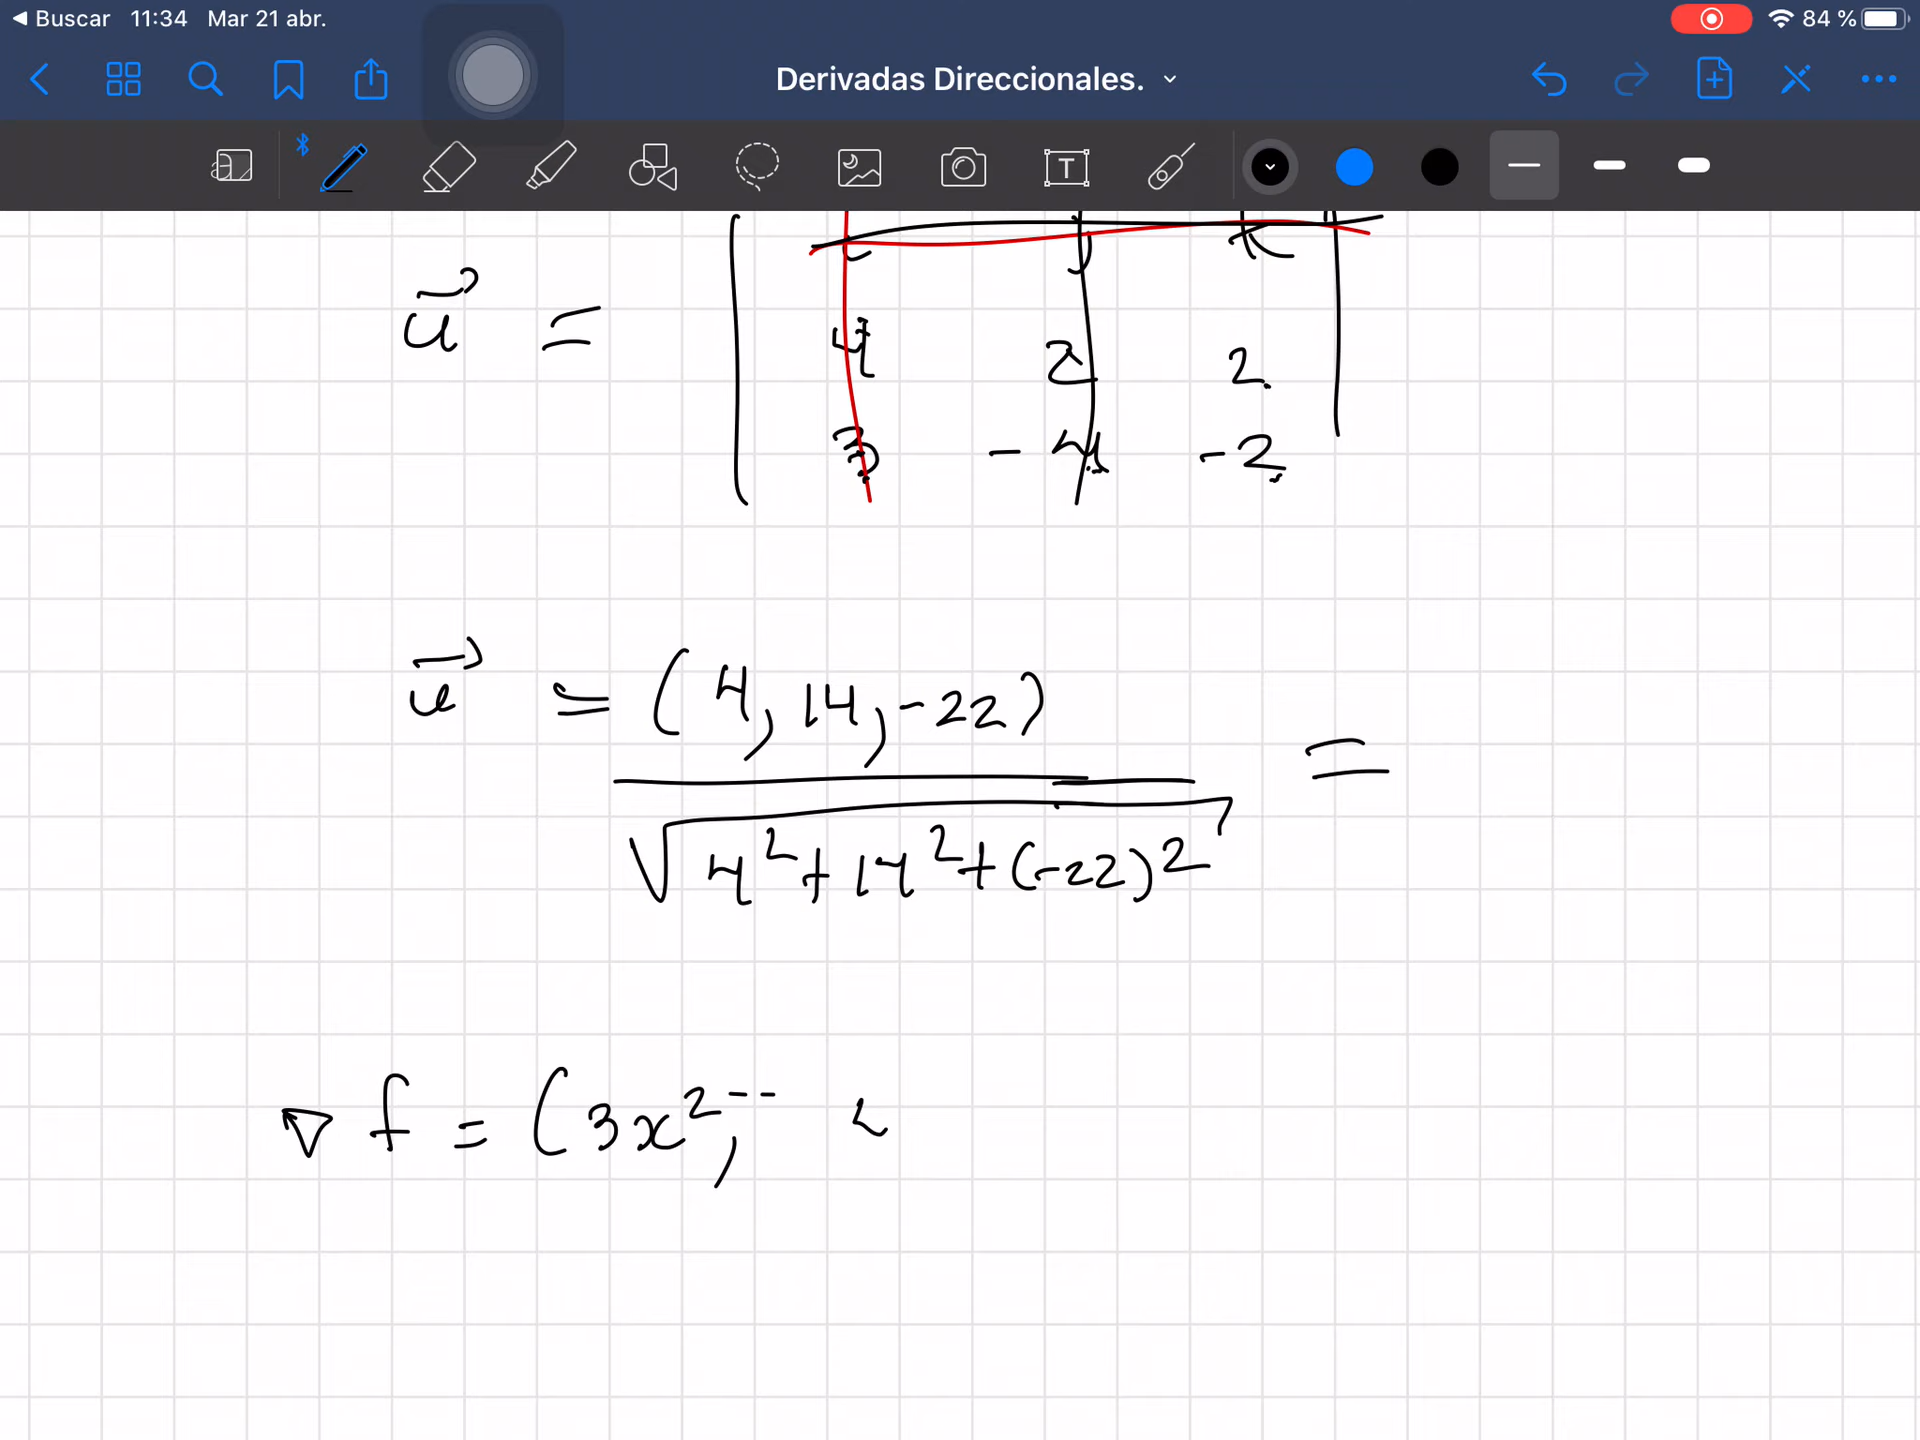 Buscar 11:34 Mar 21 abr. 84 %
Derivadas Direccionales.
T
i j k
u = 4 2 2
3 -4 -2
u = (4, 14, -22) =
√4²+14²+(-22)²
∇f = (3x²,--